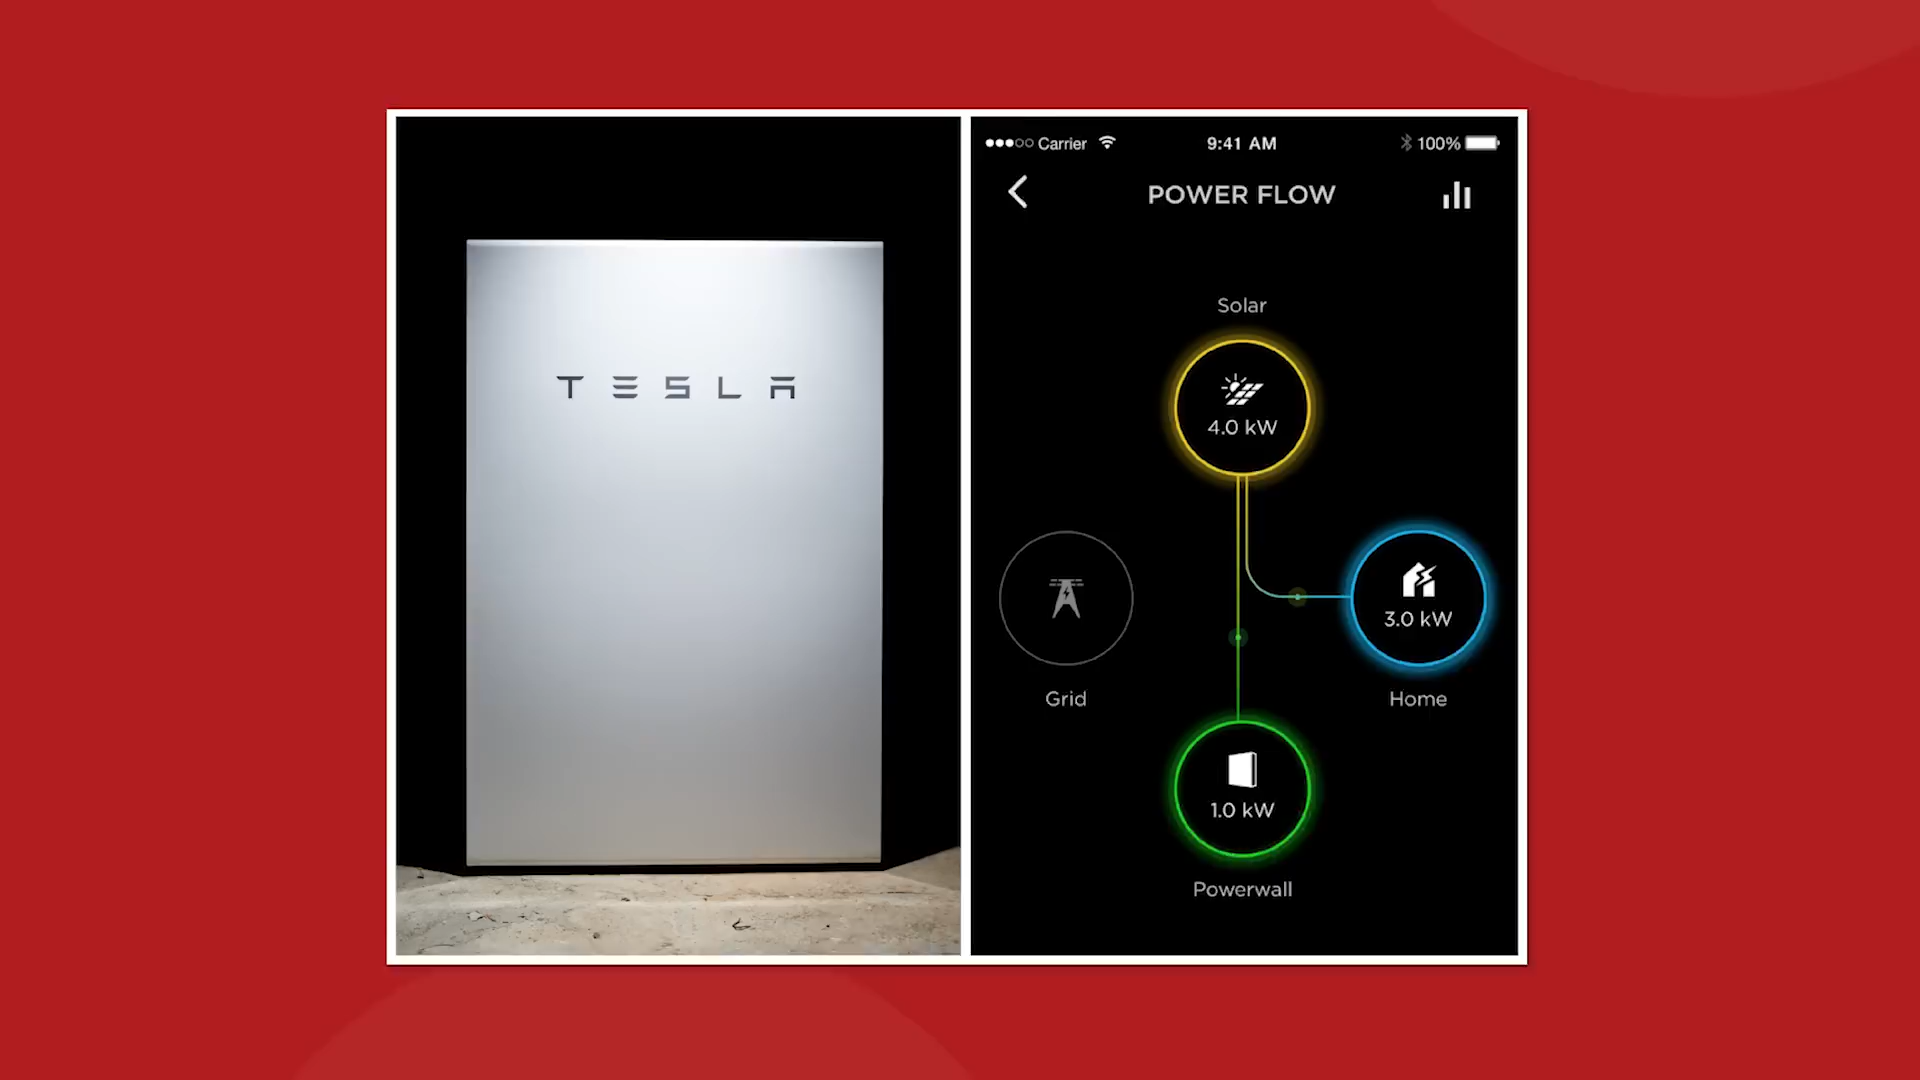 TESLA
Carrier 9:41 AM 100%
POWER FLOW
Solar
4.0 kW
3.0 kW
Grid
Home
1.0 kW
Powerwall